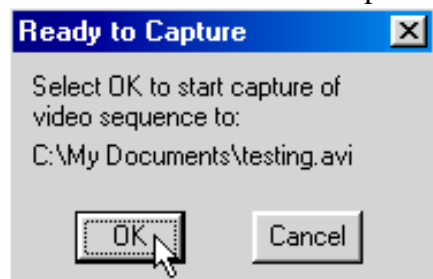 Ready to Capture
Select OK to start capture of
video sequence to:
C:\My Documents\testing.avi
OK
Cancel